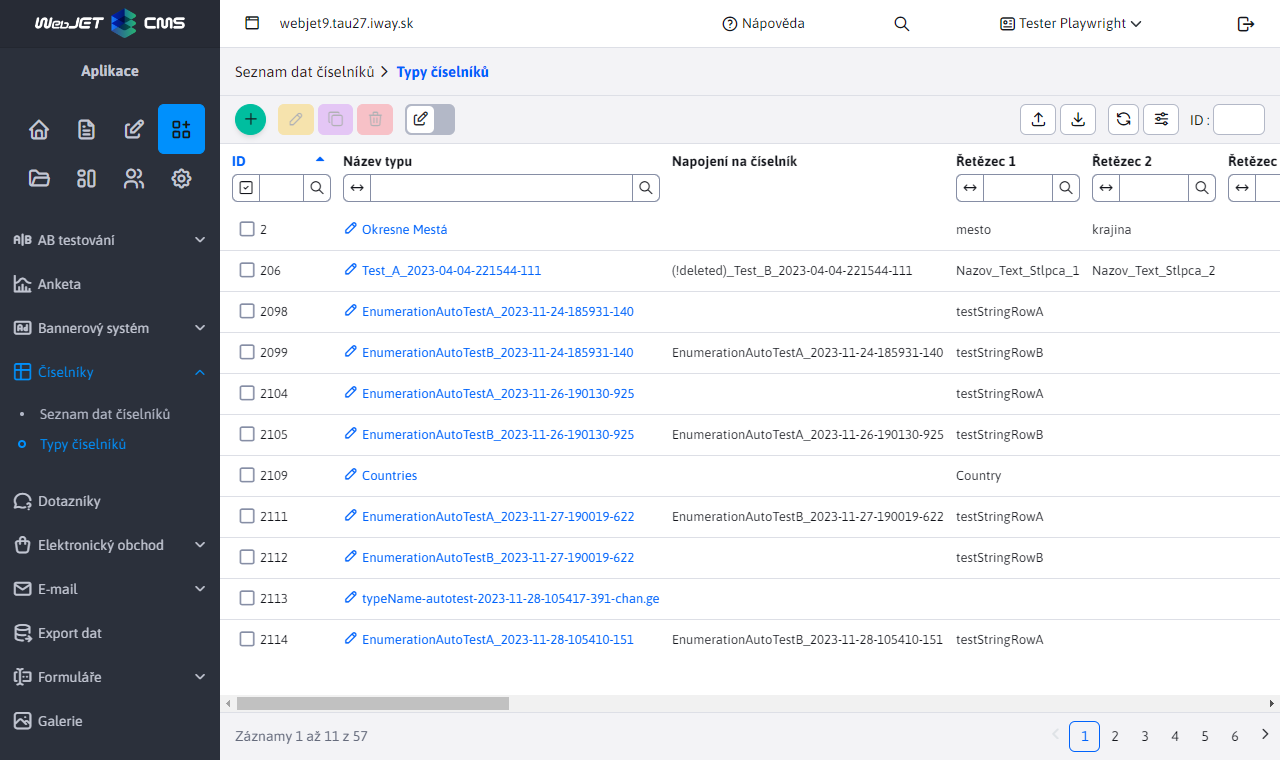 WebJET CMS
webjet9.tau27.iway.sk
Nápověda
Tester Playwright
Aplikace
Seznam dat číselníků
Typy číselníků
ID :
AB testování
Anketa
Bannerový systém
Číselníky
Seznam dat číselníků
Typy číselníků
Dotazníky
Elektronický obchod
E-mail
Export dat
Formuláře
Galerie
ID Název typu Napojení na číselník Řetězec 1 Řetězec 2 Řetězec
2 Okresne Mestá mesto krajina
206 Test_A_2023-04-04-221544-111 (!deleted)_Test_B_2023-04-04-221544-111 Nazov_Text_Stlpca_1 Nazov_Text_Stlpca_2
2098 EnumerationAutoTestA_2023-11-24-185931-140 testStringRowA
2099 EnumerationAutoTestB_2023-11-24-185931-140 EnumerationAutoTestA_2023-11-24-185931-140 testStringRowB
2104 EnumerationAutoTestA_2023-11-26-190130-925 testStringRowA
2105 EnumerationAutoTestB_2023-11-26-190130-925 EnumerationAutoTestA_2023-11-26-190130-925 testStringRowB
2109 Countries Country
2111 EnumerationAutoTestA_2023-11-27-190019-622 EnumerationAutoTestB_2023-11-27-190019-622 testStringRowA
2112 EnumerationAutoTestB_2023-11-27-190019-622 testStringRowB
2113 typeName-autotest-2023-11-28-105417-391-chan.ge
2114 EnumerationAutoTestA_2023-11-28-105410-151 EnumerationAutoTestB_2023-11-28-105410-151 testStringRowA
Záznamy 1 až 11 z 57
1 2 3 4 5 6